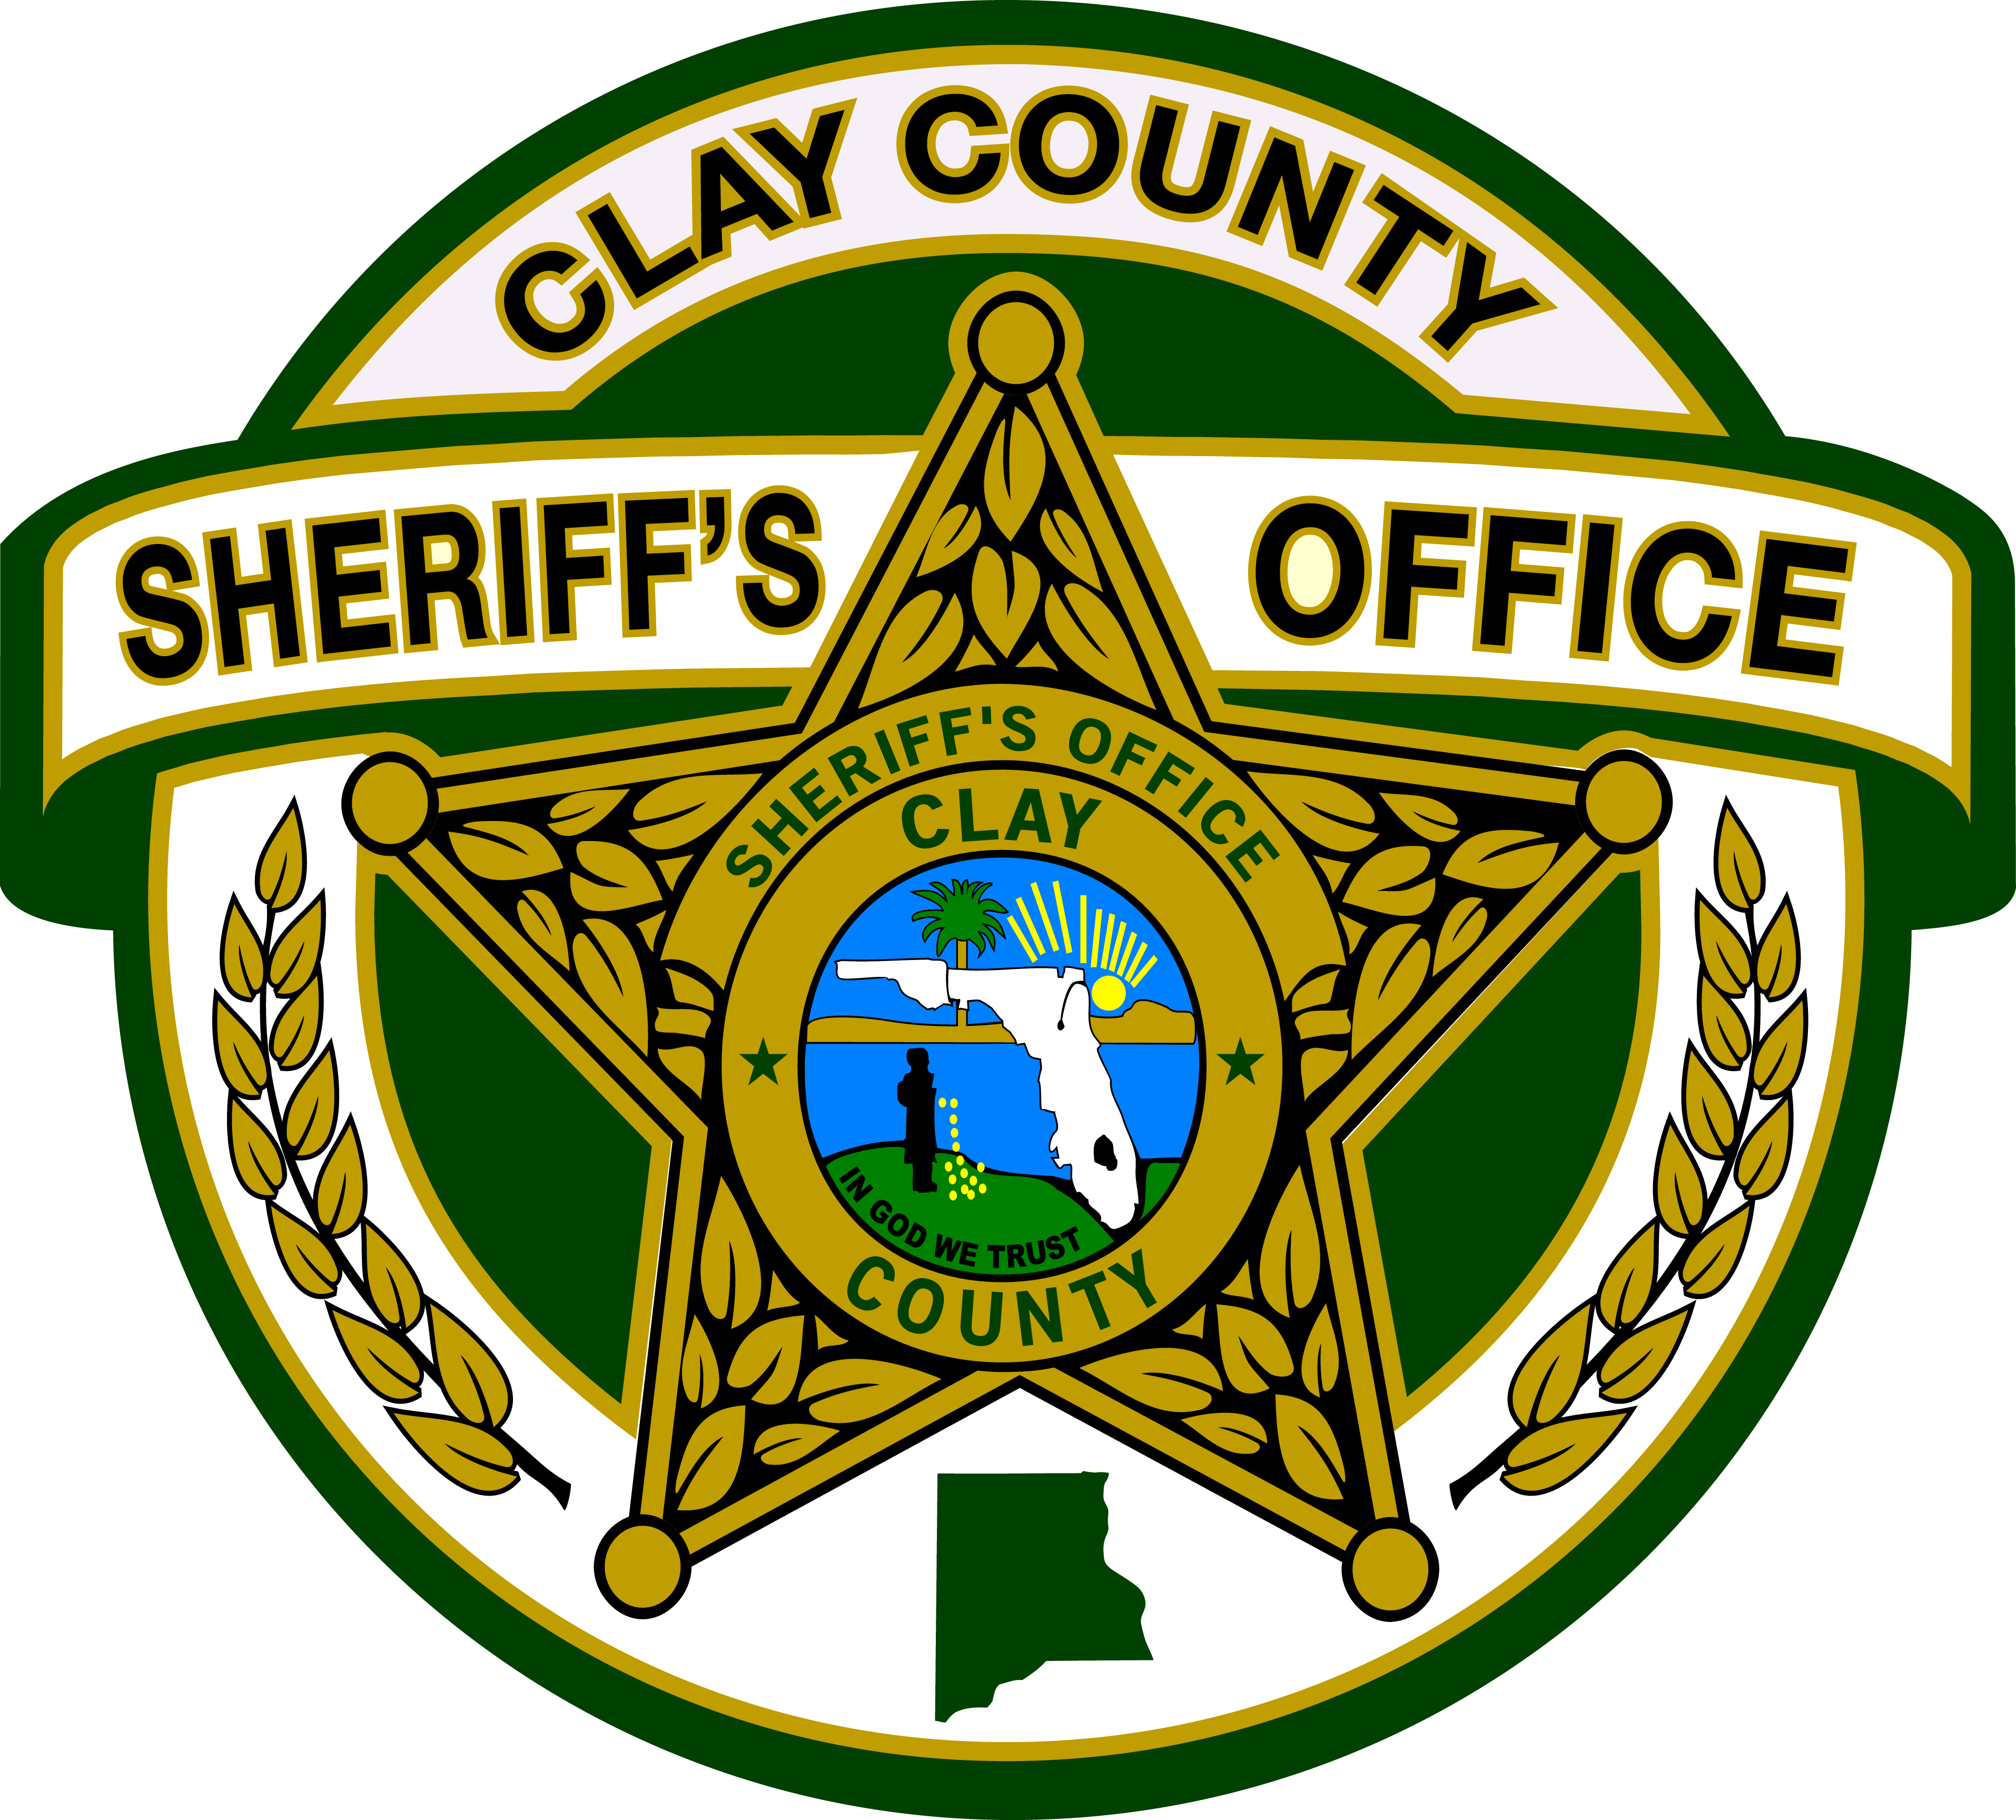 CLAY COUNTY
SHERIFF'S OFFICE
SHERIFF'S OFFICE
CLAY
IN GOD WE TRUST
COUNTY